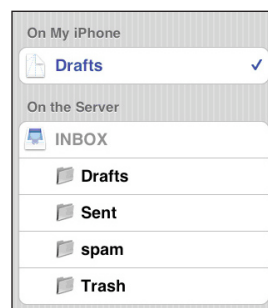 On My iPhone
Drafts
On the Server
INBOX
Drafts
Sent
spam
Trash